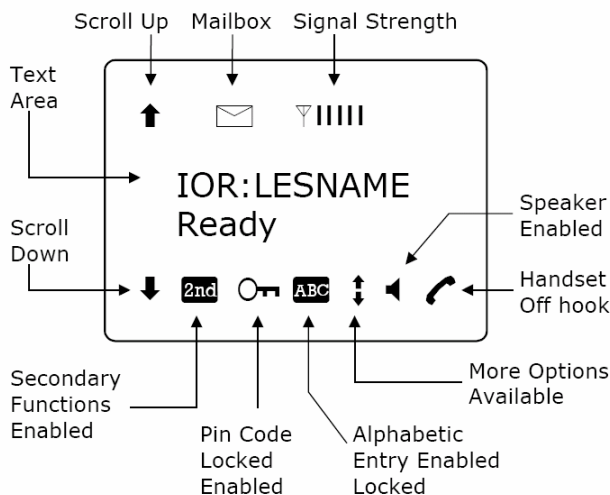 Scroll Up
Mailbox
Signal Strength
Text
Area
IOR:LESNAME
Ready
Speaker
Enabled
Scroll
Down
2nd
ABC
Handset
Off hook
Secondary
Functions
Enabled
Pin Code
Locked
Enabled
Alphabetic
Entry Enabled
Locked
More Options
Available